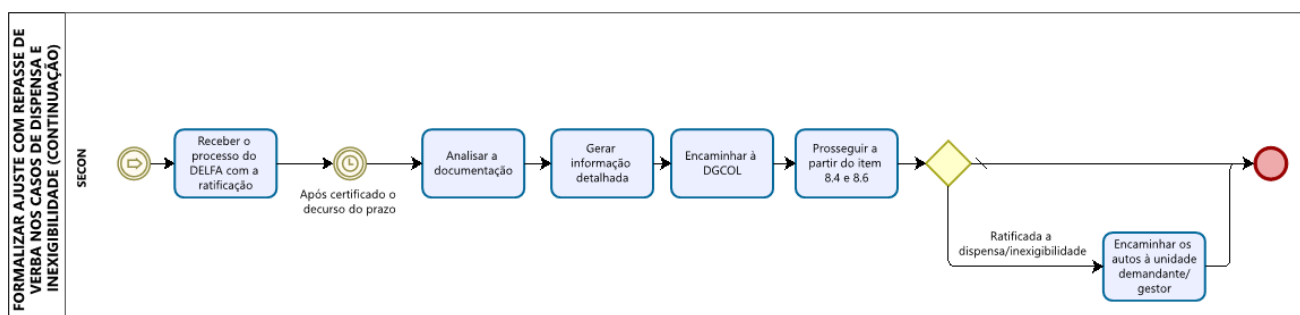 FORMALIZAR AJUSTE COM REPASSE DE
VERBA NOS CASOS DE DISPENSA E
INEXIGIBILIDADE (CONTINUAÇÃO)
SECON
Receber o
processo do
DELFA com a
ratificação
Após certificado o
decurso do prazo
Analisar a
documentação
Gerar
informação
detalhada
Encaminhar à
DGCOL
Prosseguir a
partir do item
8.4 e 8.6
Ratificada a
dispensa/inexigibilidade
Encaminhar os
autos à unidade
demandante/
gestor